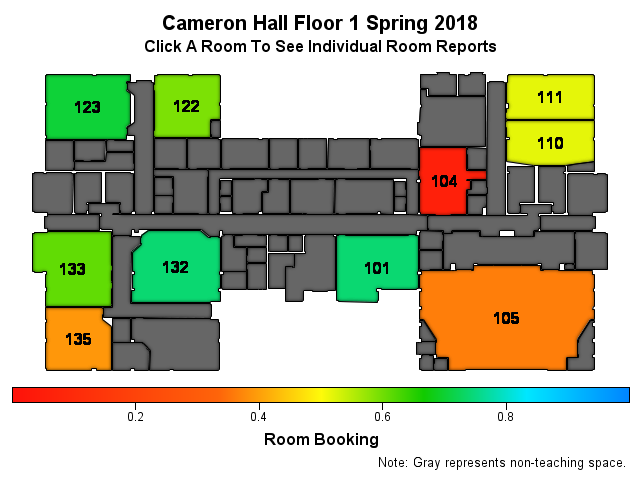 Cameron Hall Floor 1 Spring 2018
Click A Room To See Individual Room Reports
123
122
111
110
104
133
132
101
105
135
0.2 0.4 0.6 0.8
Room Booking
Note: Gray represents non-teaching space.